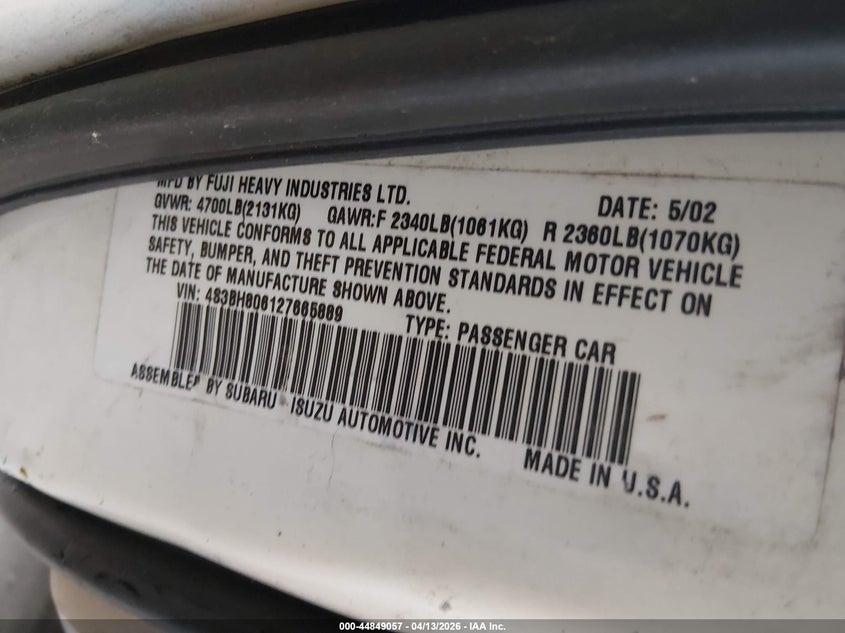 MFD BY FUJI HEAVY INDUSTRIES LTD. DATE: 5/02
GVWR: 4700LB(2131KG) GAWR:F 2340LB(1061KG) R 2360LB(1070KG)
THIS VEHICLE CONFORMS TO ALL APPLICABLE FEDERAL MOTOR VEHICLE
SAFETY, BUMPER, AND THEFT PREVENTION STANDARDS IN EFFECT ON
THE DATE OF MANUFACTURE SHOWN ABOVE.
VIN: TYPE: PASSENGER CAR
ASSEMBLED BY SUBARU - ISUZU AUTOMOTIVE INC. MADE IN U.S.A.
000-44849057 - 04/13/2026 - IAA Inc.